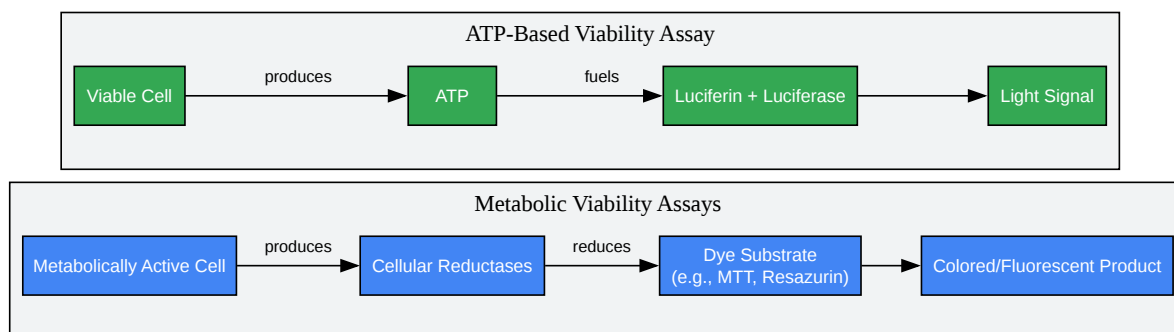 ATP-Based Viability Assay
produces
fuels
Viable Cell
ATP
Luciferin + Luciferase
Light Signal
Metabolic Viability Assays
produces
reduces
Metabolically Active Cell
Cellular Reductases
Dye Substrate
(e.g., MTT, Resazurin)
Colored/Fluorescent Product